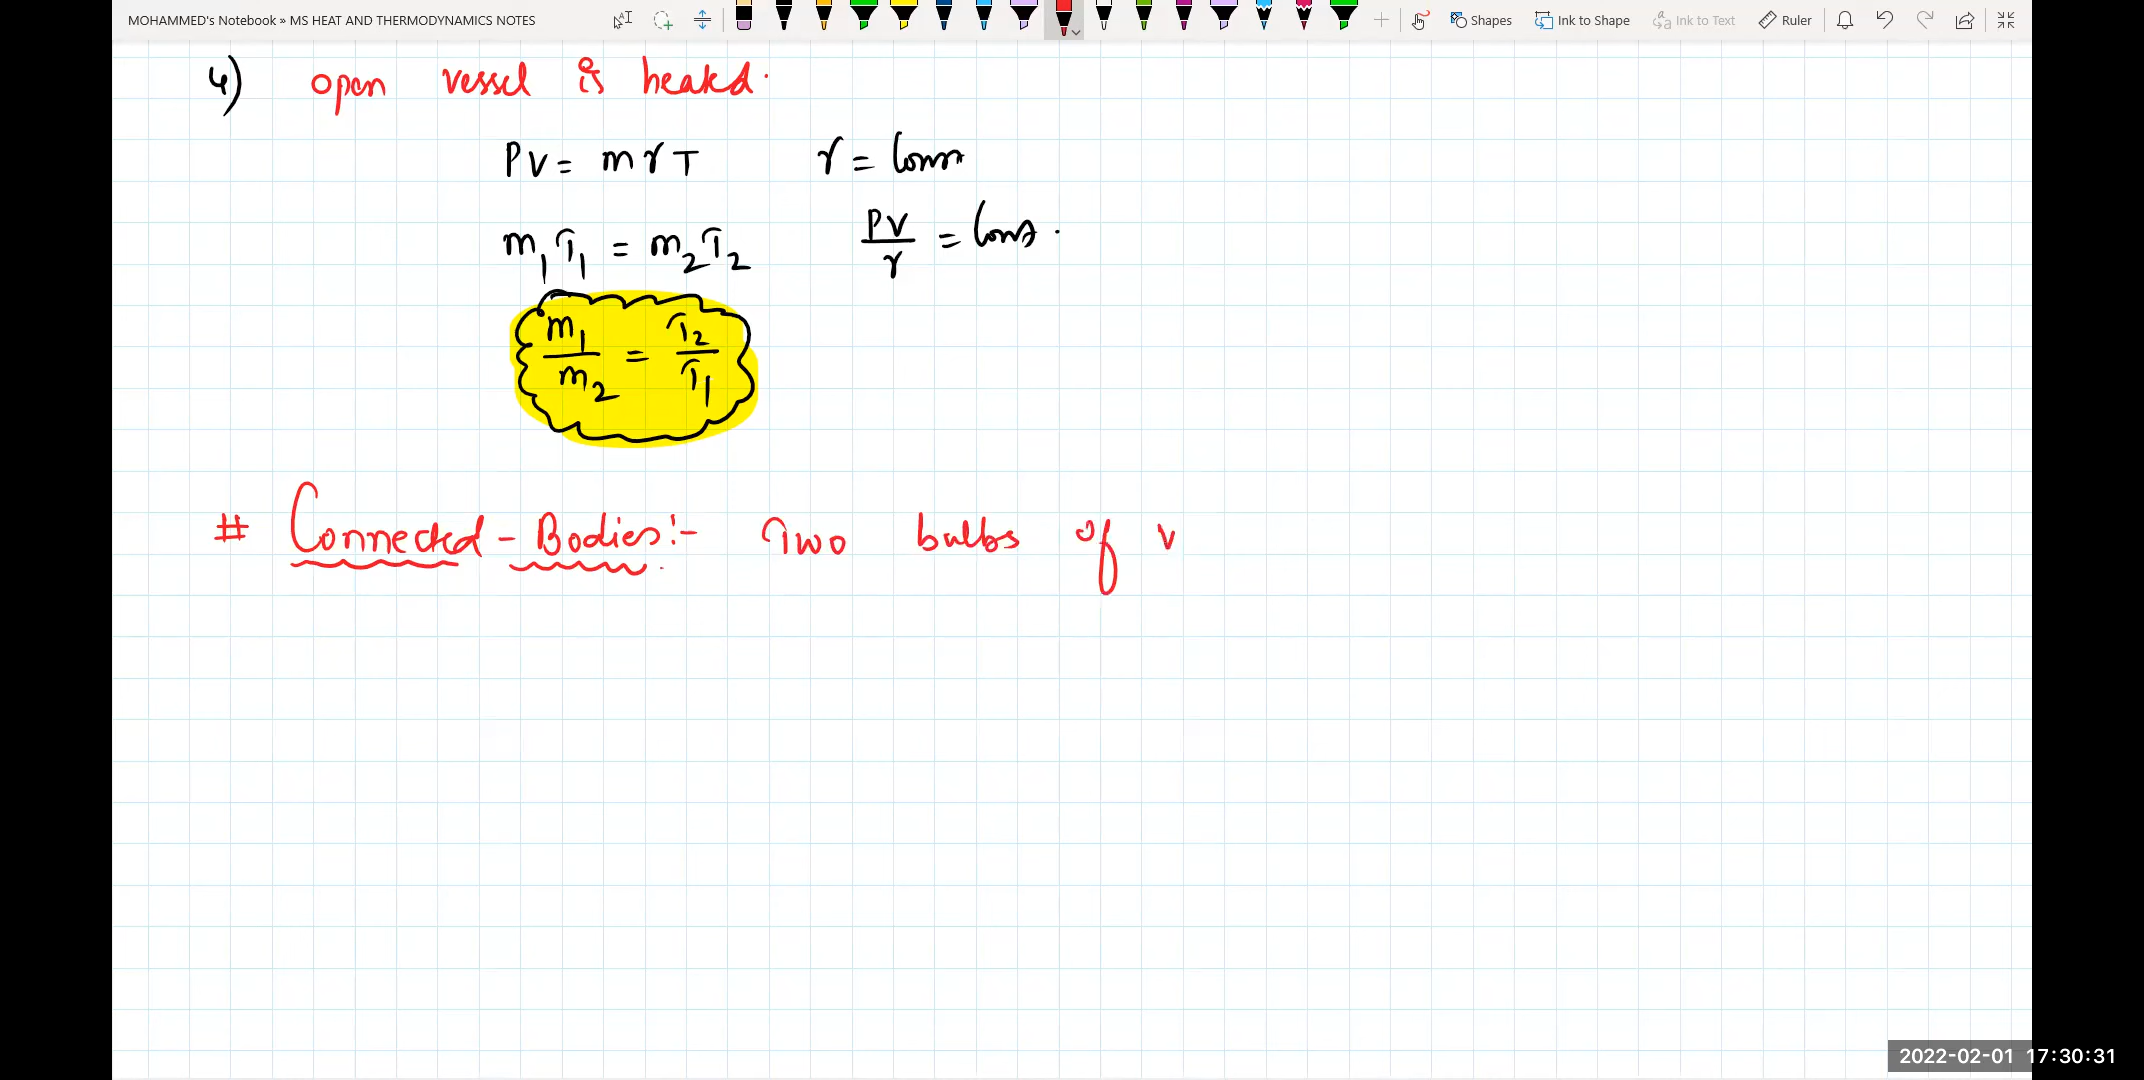 MOHAMMED's Notebook » MS HEAT AND THERMODYNAMICS NOTES
Shapes Ink to Shape Ink to Text Ruler
4) open vessel is heated.
PV = mrT r = Const
m₁T₁ = m₂T₂ PV/r = Const.
m₁/m₂ = T₂/T₁
# Connected - Bodies:- Two bulbs of v
2022-02-01 17:30:31